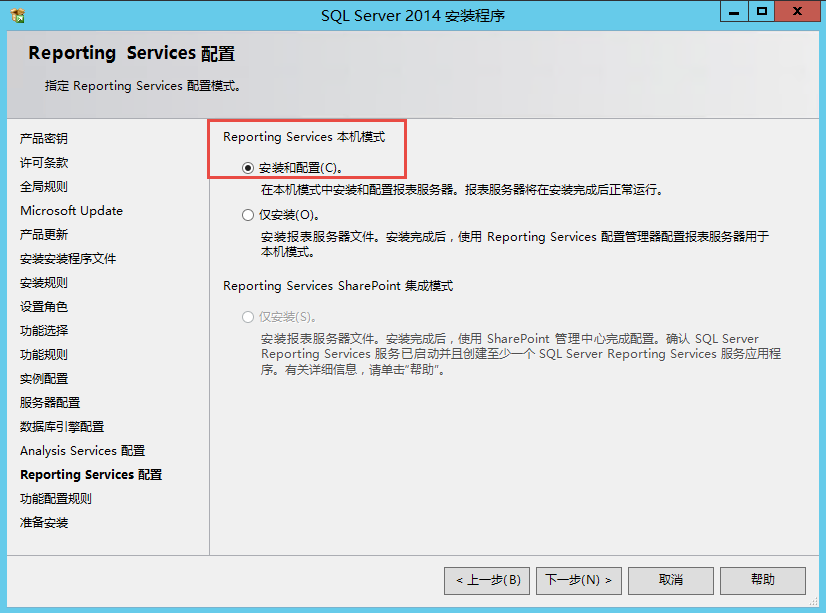 SQL Server 2014 安装程序
Reporting Services 配置
指定 Reporting Services 配置模式。
产品密钥
许可条款
全局规则
Microsoft Update
产品更新
安装安装程序文件
安装规则
设置角色
功能选择
功能规则
实例配置
服务器配置
数据库引擎配置
Analysis Services 配置
Reporting Services 配置
功能配置规则
准备安装
Reporting Services 本机模式
安装和配置(C)。
在本机模式中安装和配置报表服务器。报表服务器将在安装完成后正常运行。
仅安装(O)。
安装报表服务器文件。安装完成后，使用 Reporting Services 配置管理器配置报表服务器用于
本机模式。
Reporting Services SharePoint 集成模式
仅安装(S)。
安装报表服务器文件。安装完成后，使用 SharePoint 管理中心完成配置。确认 SQL Server
Reporting Services 服务已启动并且创建至少一个 SQL Server Reporting Services 服务应用程
序。有关详细信息，请单击“帮助”。
< 上一步(B)
下一步(N) >
取消
帮助